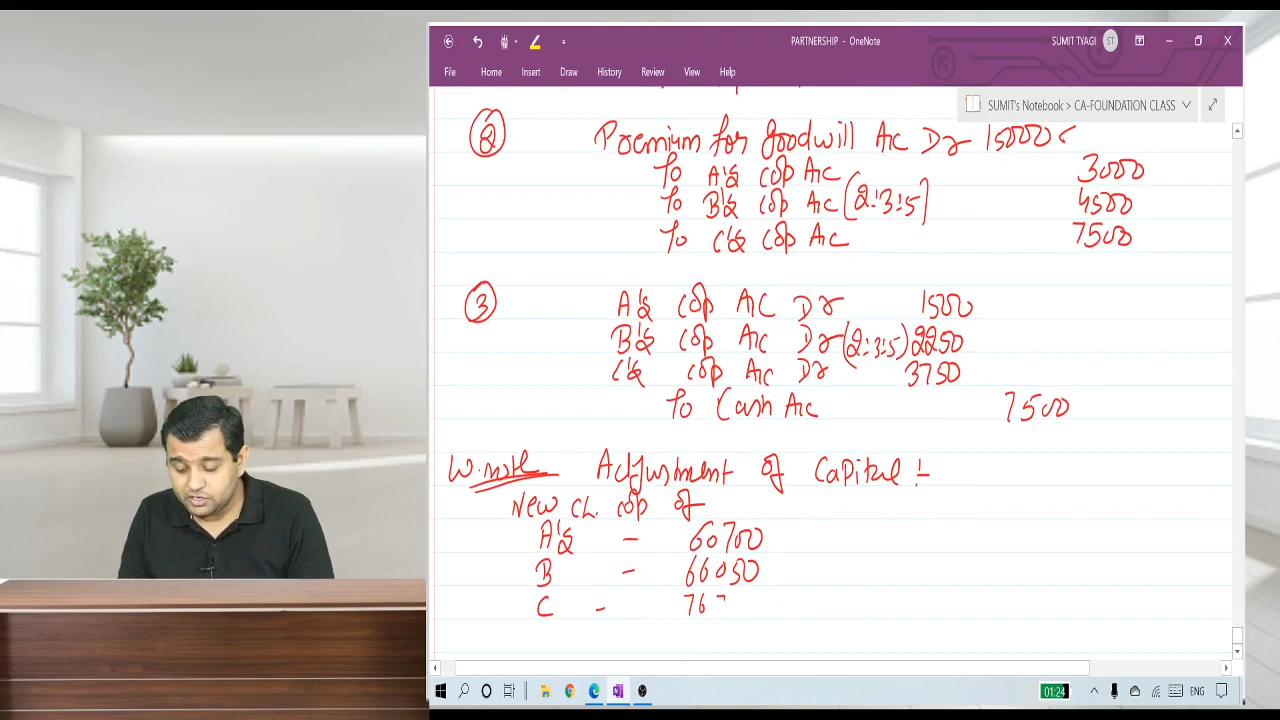 PARTNERSHIP - OneNote
SUMIT TYAGI ST
File Home Insert Draw History Review View Help
SUMIT's Notebook > CA-FOUNDATION CLASS
② Premium for Goodwill A/c Dr 15000
To A's cap A/c 3000
To B's cap A/c (2:3:5) 4500
To C's cap A/c 7500
③ A's cap A/C Dr 1500
B's cap A/c Dr (2:3:5) 2250
C's cap A/c Dr 3750
To Cash A/c 7500
W.note Adjustment of Capital :-
New Cl. cap of
A's - 60700
B - 66050
C - 76
01:24 ENG